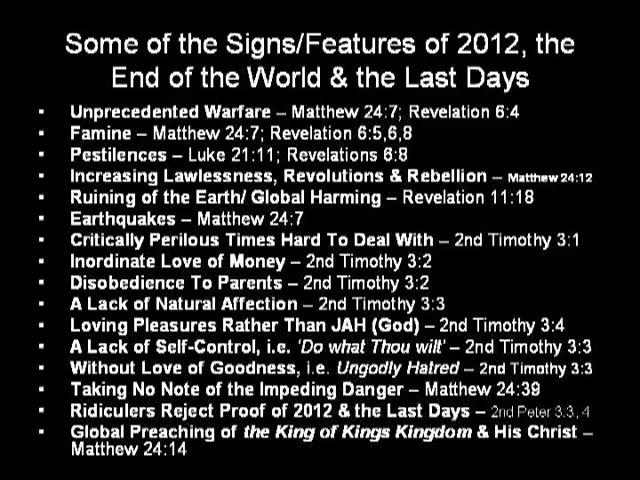 Some of the Signs/Features of 2012, the
End of the World & the Last Days
▪ Unprecedented Warfare – Matthew 24:7; Revelation 6:4
▪ Famine – Matthew 24:7; Revelation 6:5,6,8
▪ Pestilences – Luke 21:11; Revelations 6:8
▪ Increasing Lawlessness, Revolutions & Rebellion – Matthew 24:12
▪ Ruining of the Earth/ Global Harming – Revelation 11:18
▪ Earthquakes – Matthew 24:7
▪ Critically Perilous Times Hard To Deal With – 2nd Timothy 3:1
▪ Inordinate Love of Money – 2nd Timothy 3:2
▪ Disobedience To Parents – 2nd Timothy 3:2
▪ A Lack of Natural Affection – 2nd Timothy 3:3
▪ Loving Pleasures Rather Than JAH (God) – 2nd Timothy 3:4
▪ A Lack of Self-Control, i.e. ‘Do what Thou wilt’ – 2nd Timothy 3:3
▪ Without Love of Goodness, i.e. Ungodly Hatred – 2nd Timothy 3:3
▪ Taking No Note of the Impeding Danger – Matthew 24:39
▪ Ridiculers Reject Proof of 2012 & the Last Days – 2nd Peter 3:3, 4
▪ Global Preaching of the King of Kings Kingdom & His Christ –
Matthew 24:14